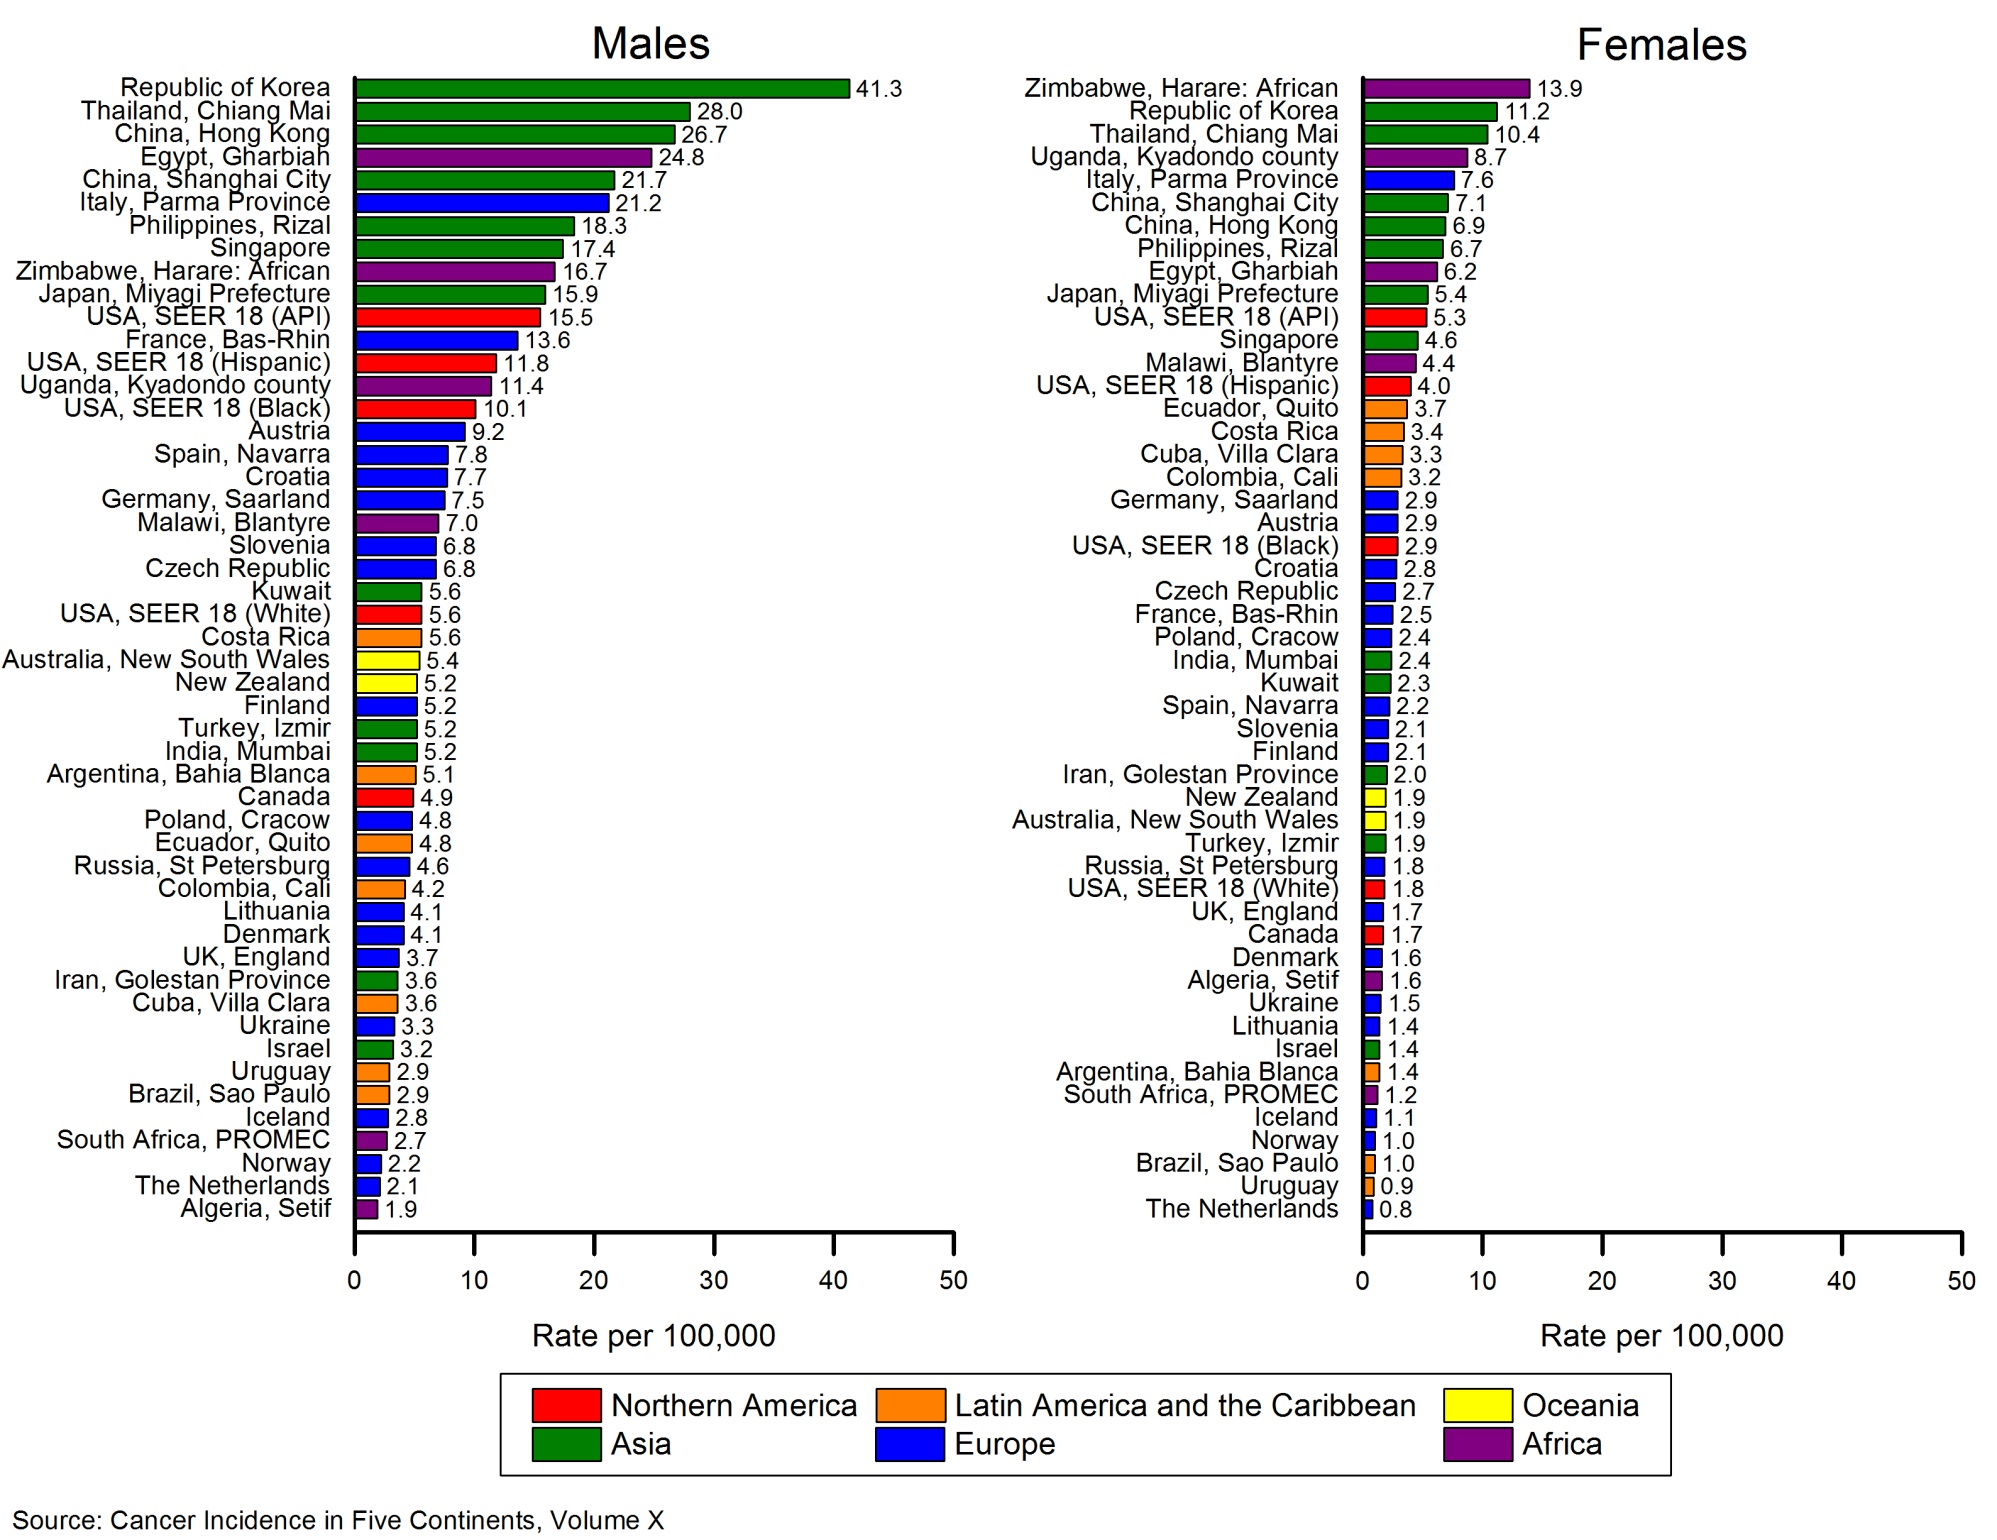 Males
Republic of Korea 41.3
Thailand, Chiang Mai 28.0
China, Hong Kong 26.7
Egypt, Gharbiah 24.8
China, Shanghai City 21.7
Italy, Parma Province 21.2
Philippines, Rizal 18.3
Singapore 17.4
Zimbabwe, Harare: African 16.7
Japan, Miyagi Prefecture 15.9
USA, SEER 18 (API) 15.5
France, Bas-Rhin 13.6
USA, SEER 18 (Hispanic) 11.8
Uganda, Kyadondo county 11.4
USA, SEER 18 (Black) 10.1
Austria 9.2
Spain, Navarra 7.8
Croatia 7.7
Germany, Saarland 7.5
Malawi, Blantyre 7.0
Slovenia 6.8
Czech Republic 6.8
Kuwait 5.6
USA, SEER 18 (White) 5.6
Costa Rica 5.6
Australia, New South Wales 5.4
New Zealand 5.2
Finland 5.2
Turkey, Izmir 5.2
India, Mumbai 5.2
Argentina, Bahia Blanca 5.1
Canada 4.9
Poland, Cracow 4.8
Ecuador, Quito 4.8
Russia, St Petersburg 4.6
Colombia, Cali 4.2
Lithuania 4.1
Denmark 4.1
UK, England 3.7
Iran, Golestan Province 3.6
Cuba, Villa Clara 3.6
Ukraine 3.3
Israel 3.2
Uruguay 2.9
Brazil, Sao Paulo 2.9
Iceland 2.8
South Africa, PROMEC 2.7
Norway 2.2
The Netherlands 2.1
Algeria, Setif 1.9
0 10 20 30 40 50
Rate per 100,000
Females
Zimbabwe, Harare: African 13.9
Republic of Korea 11.2
Thailand, Chiang Mai 10.4
Uganda, Kyadondo county 8.7
Italy, Parma Province 7.6
China, Shanghai City 7.1
China, Hong Kong 6.9
Philippines, Rizal 6.7
Egypt, Gharbiah 6.2
Japan, Miyagi Prefecture 5.4
USA, SEER 18 (API) 5.3
Singapore 4.6
Malawi, Blantyre 4.4
USA, SEER 18 (Hispanic) 4.0
Ecuador, Quito 3.7
Costa Rica 3.4
Cuba, Villa Clara 3.3
Colombia, Cali 3.2
Germany, Saarland 2.9
Austria 2.9
USA, SEER 18 (Black) 2.9
Croatia 2.8
Czech Republic 2.7
France, Bas-Rhin 2.5
Poland, Cracow 2.4
India, Mumbai 2.4
Kuwait 2.3
Spain, Navarra 2.2
Slovenia 2.1
Finland 2.1
Iran, Golestan Province 2.0
New Zealand 1.9
Australia, New South Wales 1.9
Turkey, Izmir 1.9
Russia, St Petersburg 1.8
USA, SEER 18 (White) 1.8
UK, England 1.7
Canada 1.7
Denmark 1.6
Algeria, Setif 1.6
Ukraine 1.5
Lithuania 1.4
Israel 1.4
Argentina, Bahia Blanca 1.4
South Africa, PROMEC 1.2
Iceland 1.1
Norway 1.0
Brazil, Sao Paulo 1.0
Uruguay 0.9
The Netherlands 0.8
0 10 20 30 40 50
Rate per 100,000
Northern America Latin America and the Caribbean Oceania
Asia Europe Africa
Source: Cancer Incidence in Five Continents, Volume X